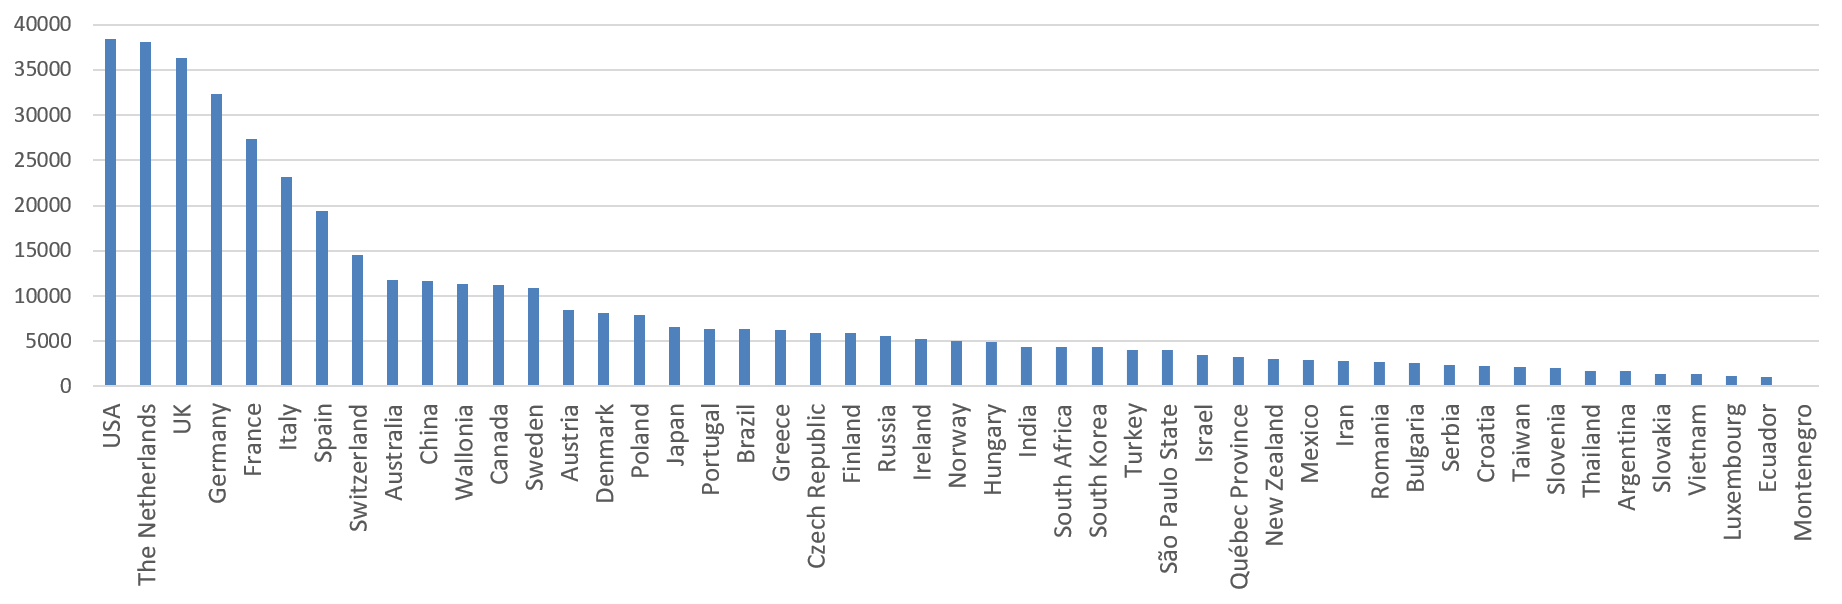 40000
35000
30000
25000
20000
15000
10000
5000
0
USA
The Netherlands
UK
Germany
France
Italy
Spain
Switzerland
Australia
China
Wallonia
Canada
Sweden
Austria
Denmark
Poland
Japan
Portugal
Brazil
Greece
Czech Republic
Finland
Russia
Ireland
Norway
Hungary
India
South Africa
South Korea
Turkey
São Paulo State
Israel
Québec Province
New Zealand
Mexico
Iran
Romania
Bulgaria
Serbia
Croatia
Taiwan
Slovenia
Thailand
Argentina
Slovakia
Vietnam
Luxembourg
Ecuador
Montenegro